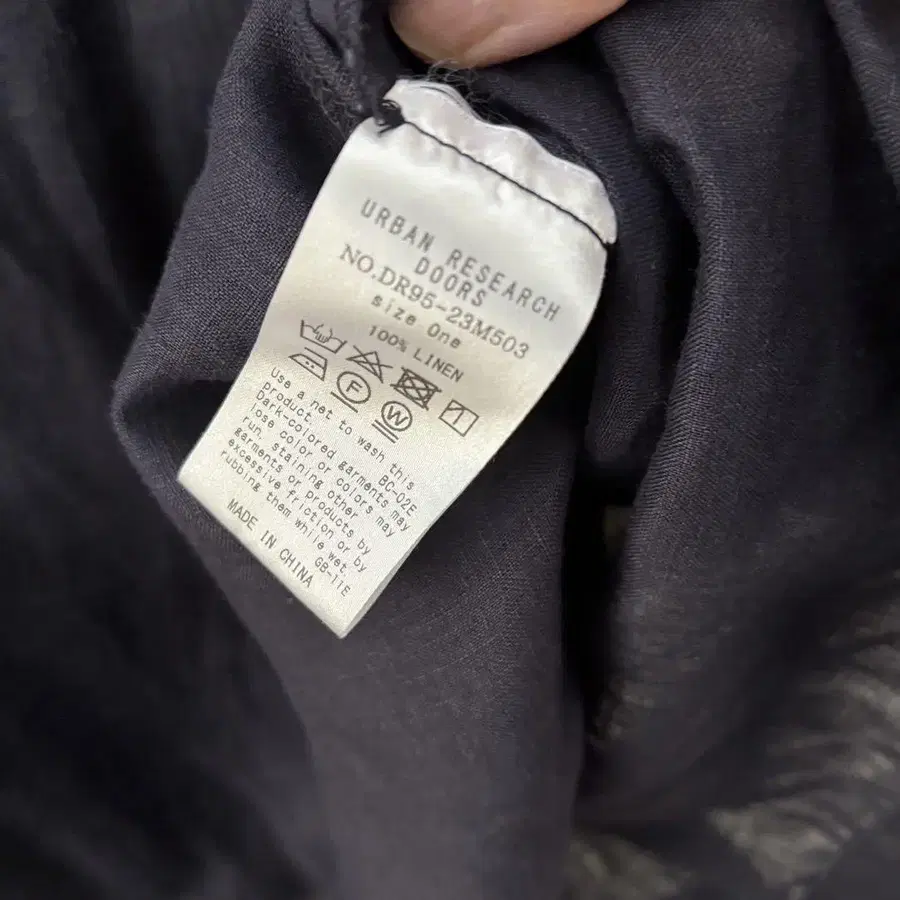 URBAN RESEARCH
DOORS
NO.DR95-23M503
size One
100% LINEN
F
W
Use a net to wash this
product. BC-02E
Dark-colored garments may
lose color or colors may
run, staining other
garments or products by
excessive friction or by
rubbing them while wet.
GB-11E
MADE IN CHINA